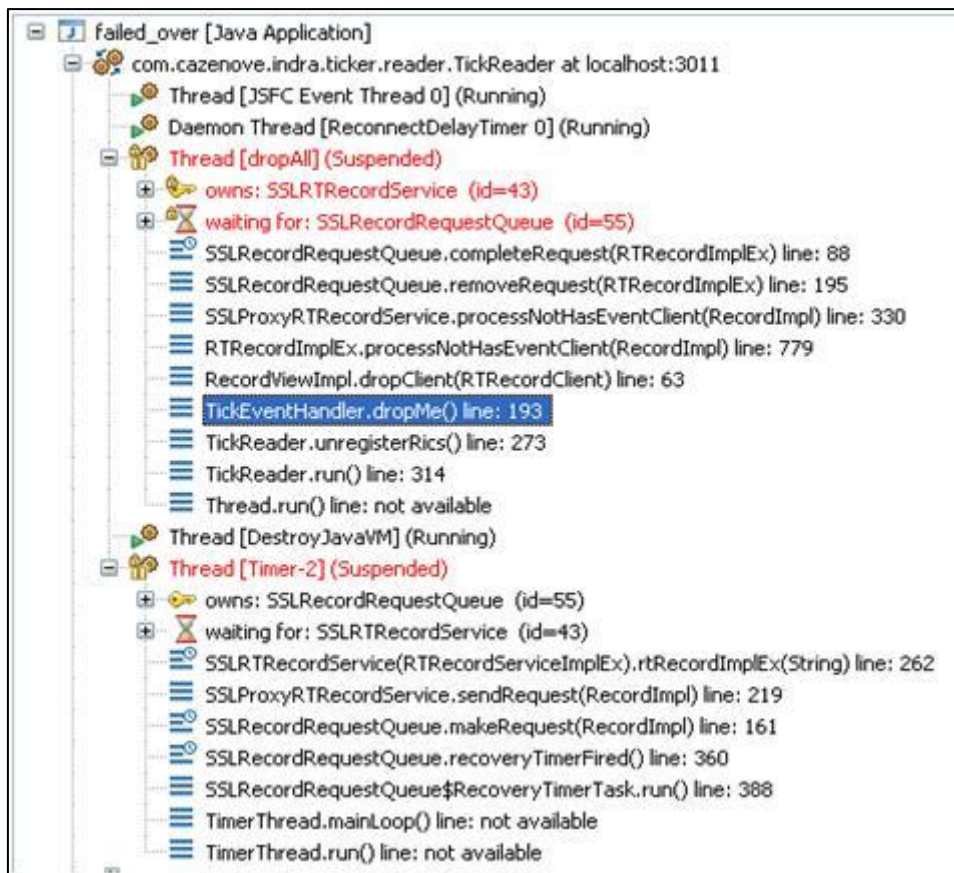 failed_over [Java Application]
com.cazenove.indra.ticker.reader.TickReader at localhost:3011
Thread [JSFC Event Thread 0] (Running)
Daemon Thread [ReconnectDelayTimer 0] (Running)
Thread [dropAll] (Suspended)
owns: SSLRTRecordService (id=43)
waiting for: SSLRecordRequestQueue (id=55)
SSLRecordRequestQueue.completeRequest(RTRecordImplEx) line: 88
SSLRecordRequestQueue.removeRequest(RTRecordImplEx) line: 195
SSLProxyRTRecordService.processNotHasEventClient(RecordImpl) line: 330
RTRecordImplEx.processNotHasEventClient(RecordImpl) line: 779
RecordViewImpl.dropClient(RTRecordClient) line: 63
TickEventHandler.dropMe() line: 193
TickReader.unregisterRics() line: 273
TickReader.run() line: 314
Thread.run() line: not available
Thread [DestroyJavaVM] (Running)
Thread [Timer-2] (Suspended)
owns: SSLRecordRequestQueue (id=55)
waiting for: SSLRTRecordService (id=43)
SSLRTRecordService(RTRecordServiceImplEx).rtRecordImplEx(String) line: 262
SSLProxyRTRecordService.sendRequest(RecordImpl) line: 219
SSLRecordRequestQueue.makeRequest(RecordImpl) line: 161
SSLRecordRequestQueue.recoveryTimerFired() line: 360
SSLRecordRequestQueue$RecoveryTimerTask.run() line: 388
TimerThread.mainLoop() line: not available
TimerThread.run() line: not available